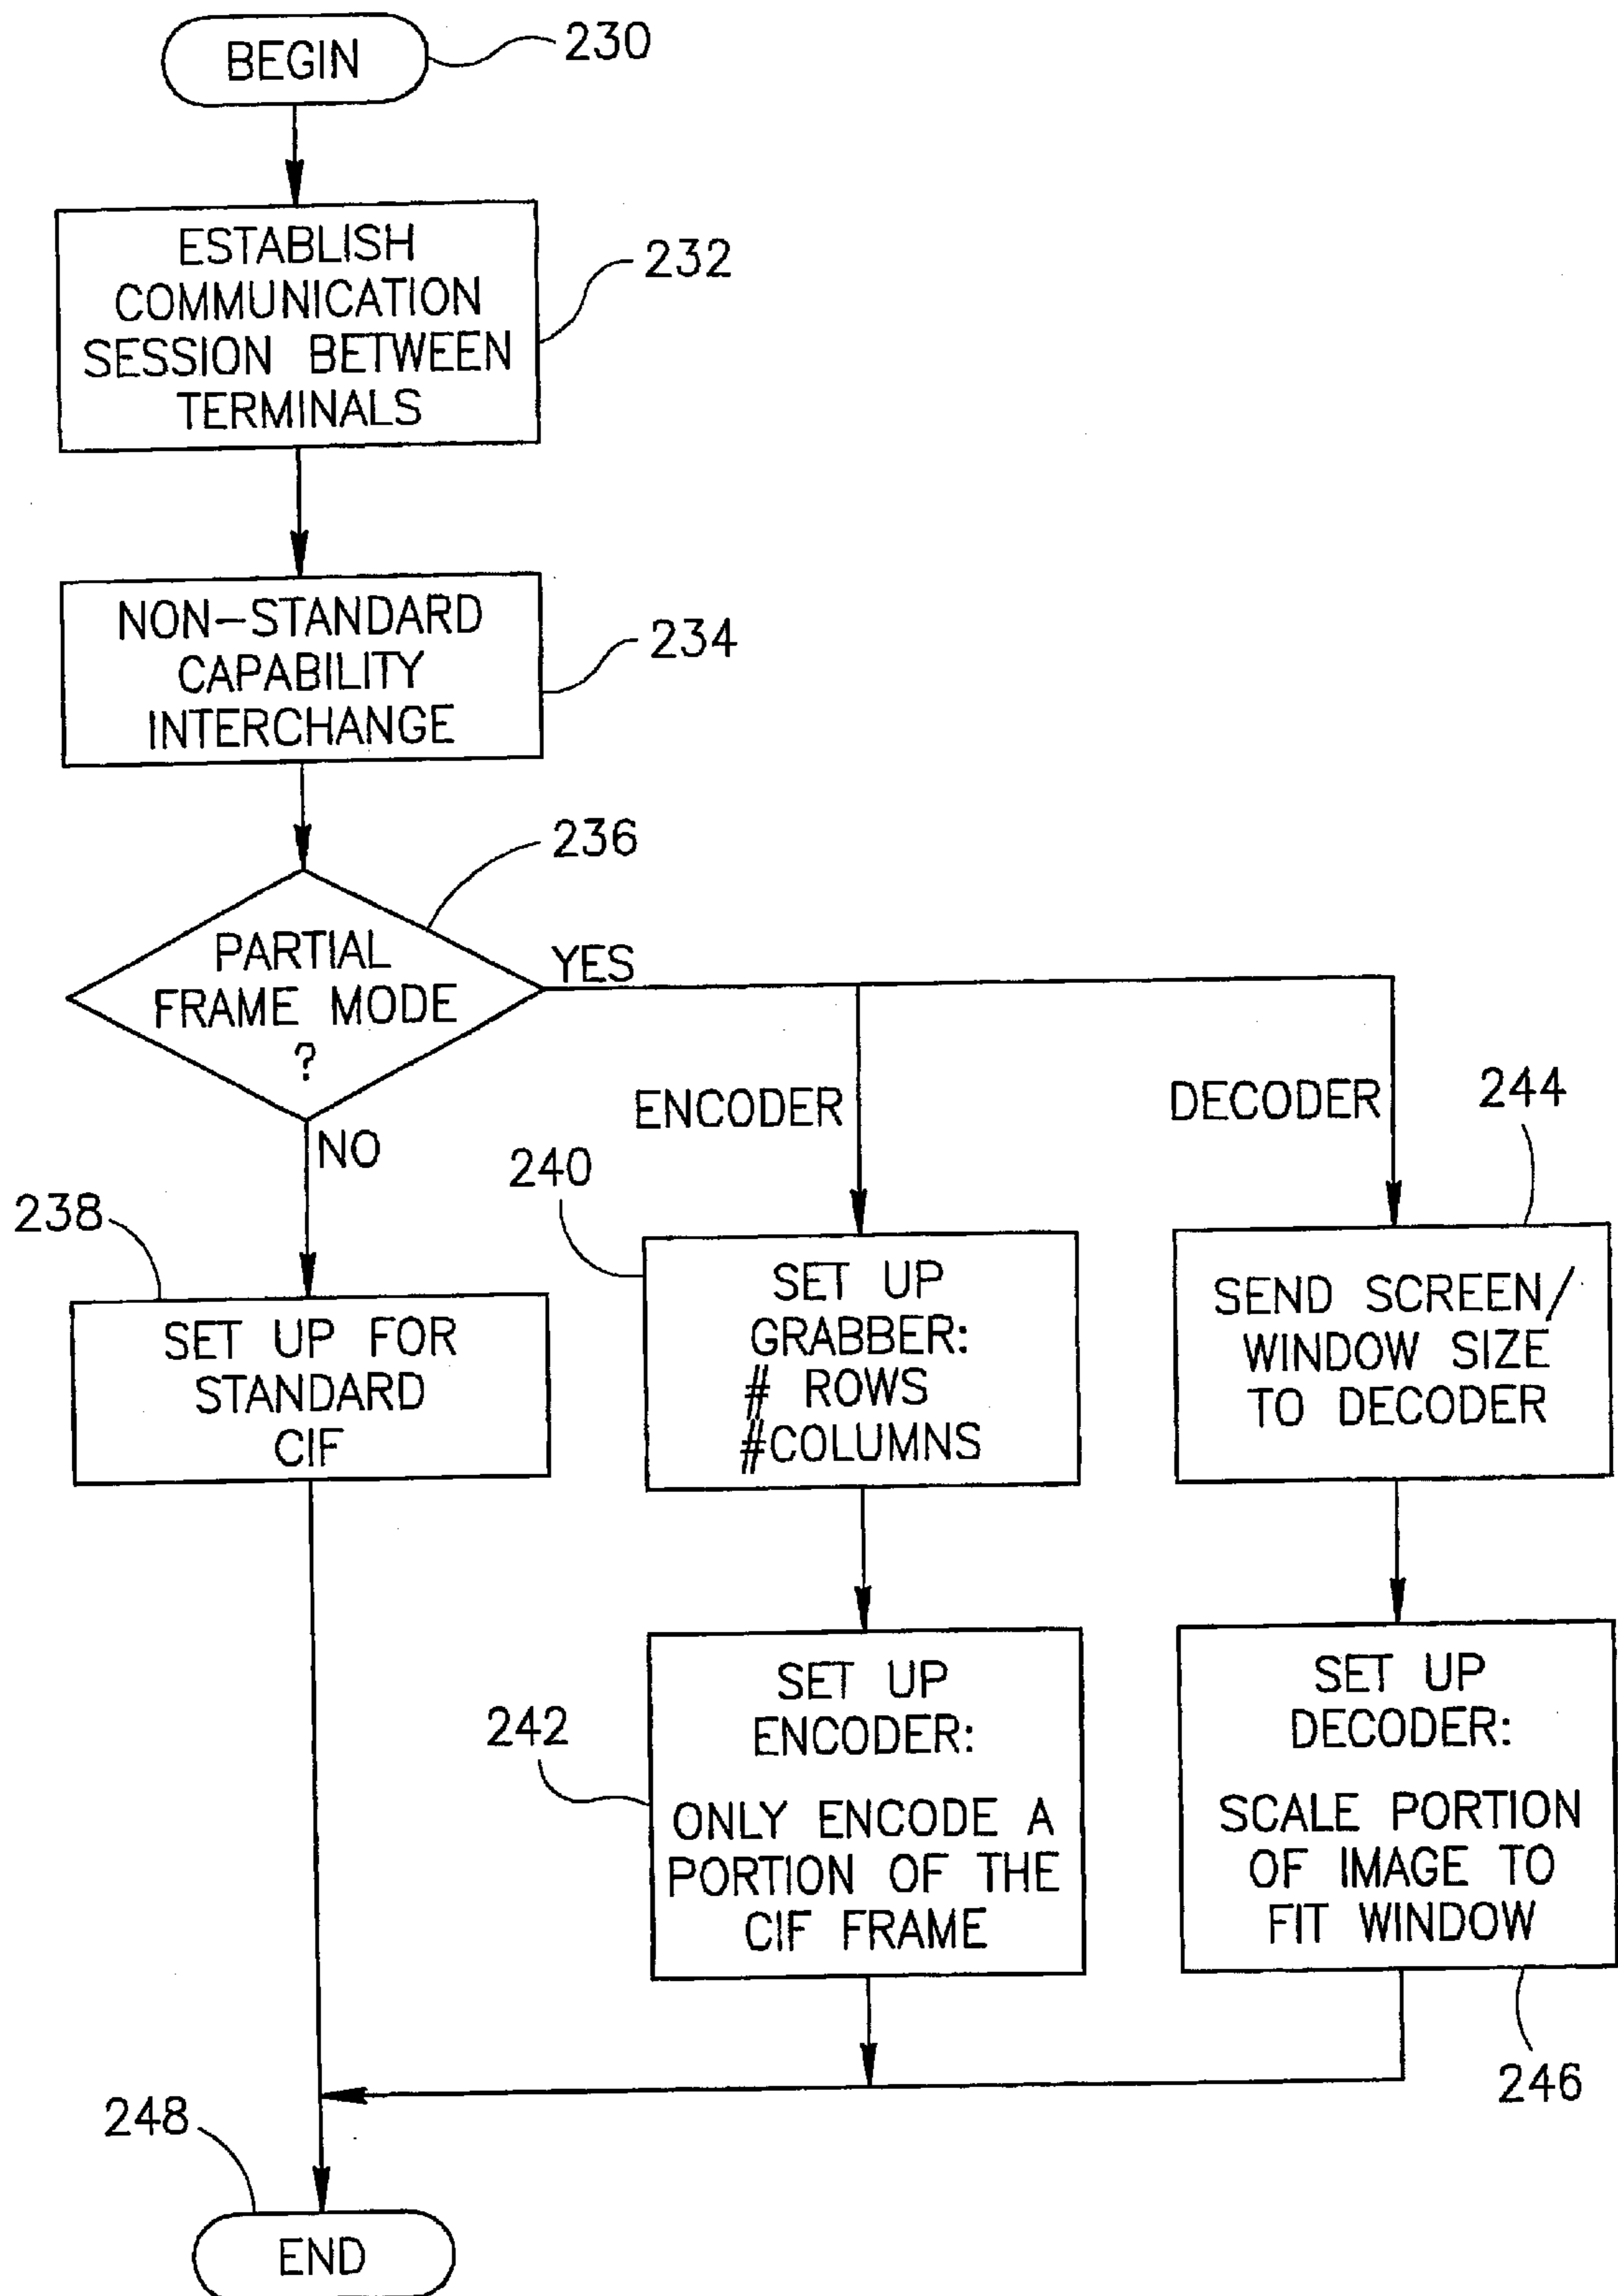 BEGIN
230
ESTABLISH
COMMUNICATION
SESSION BETWEEN
TERMINALS
232
NON-STANDARD
CAPABILITY
INTERCHANGE
234
236
PARTIAL
FRAME MODE
?
YES
NO
ENCODER
DECODER
238
SET UP FOR
STANDARD
CIF
240
SET UP
GRABBER:
# ROWS
#COLUMNS
244
SEND SCREEN/
WINDOW SIZE
TO DECODER
242
SET UP
ENCODER:
ONLY ENCODE A
PORTION OF THE
CIF FRAME
SET UP
DECODER:
SCALE PORTION
OF IMAGE TO
FIT WINDOW
246
248
END